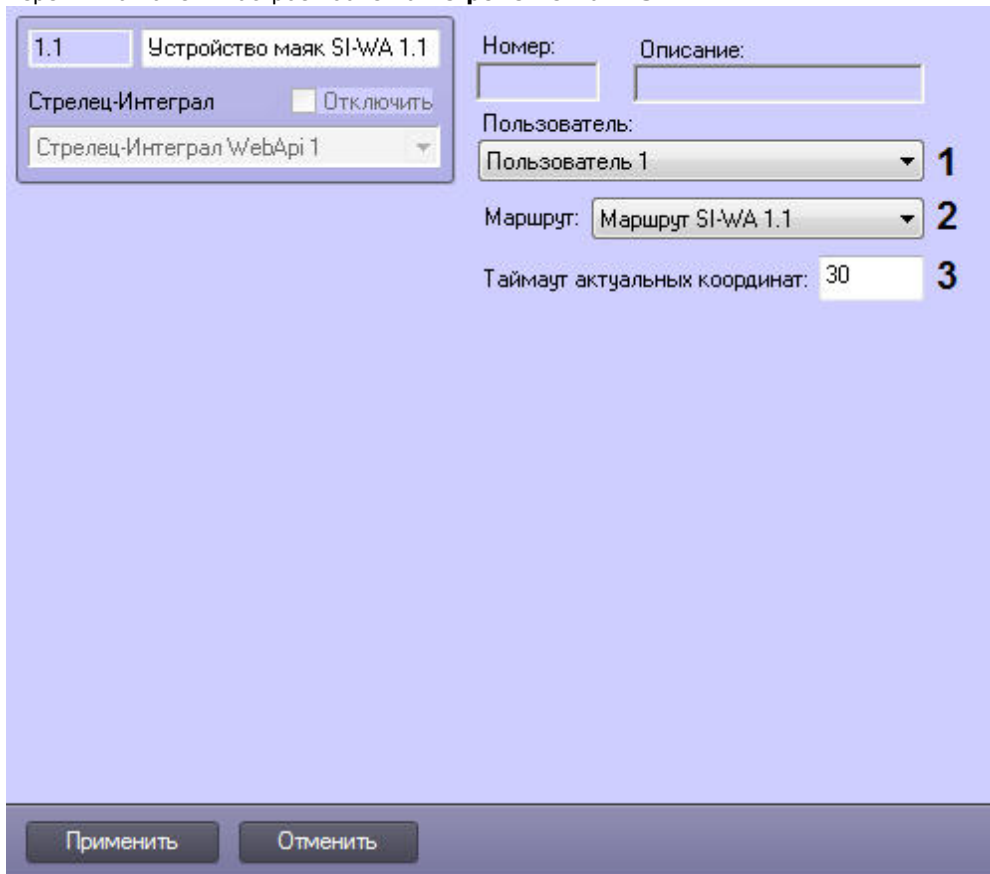 1.1 Устройство маяк SI-WA 1.1
Стрелец-Интеграл Отключить
Стрелец-Интеграл WebApi 1
Номер: Описание:
Пользователь:
Пользователь 1 1
Маршрут: Маршрут SI-WA 1.1 2
Таймаут актуальных координат: 30 3
Применить Отменить